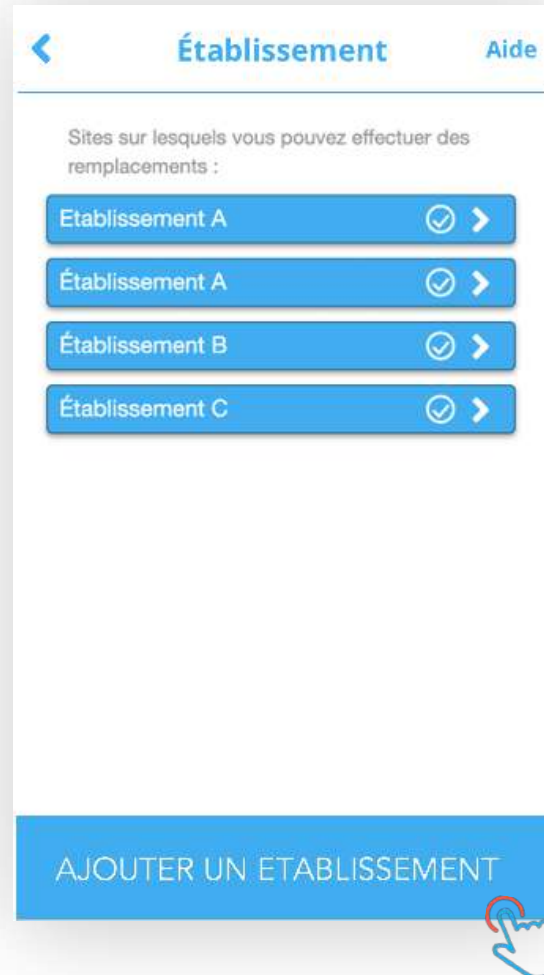 Établissement
Aide
Sites sur lesquels vous pouvez effectuer des
remplacements :
Etablissement A
Établissement A
Établissement B
Établissement C
AJOUTER UN ETABLISSEMENT